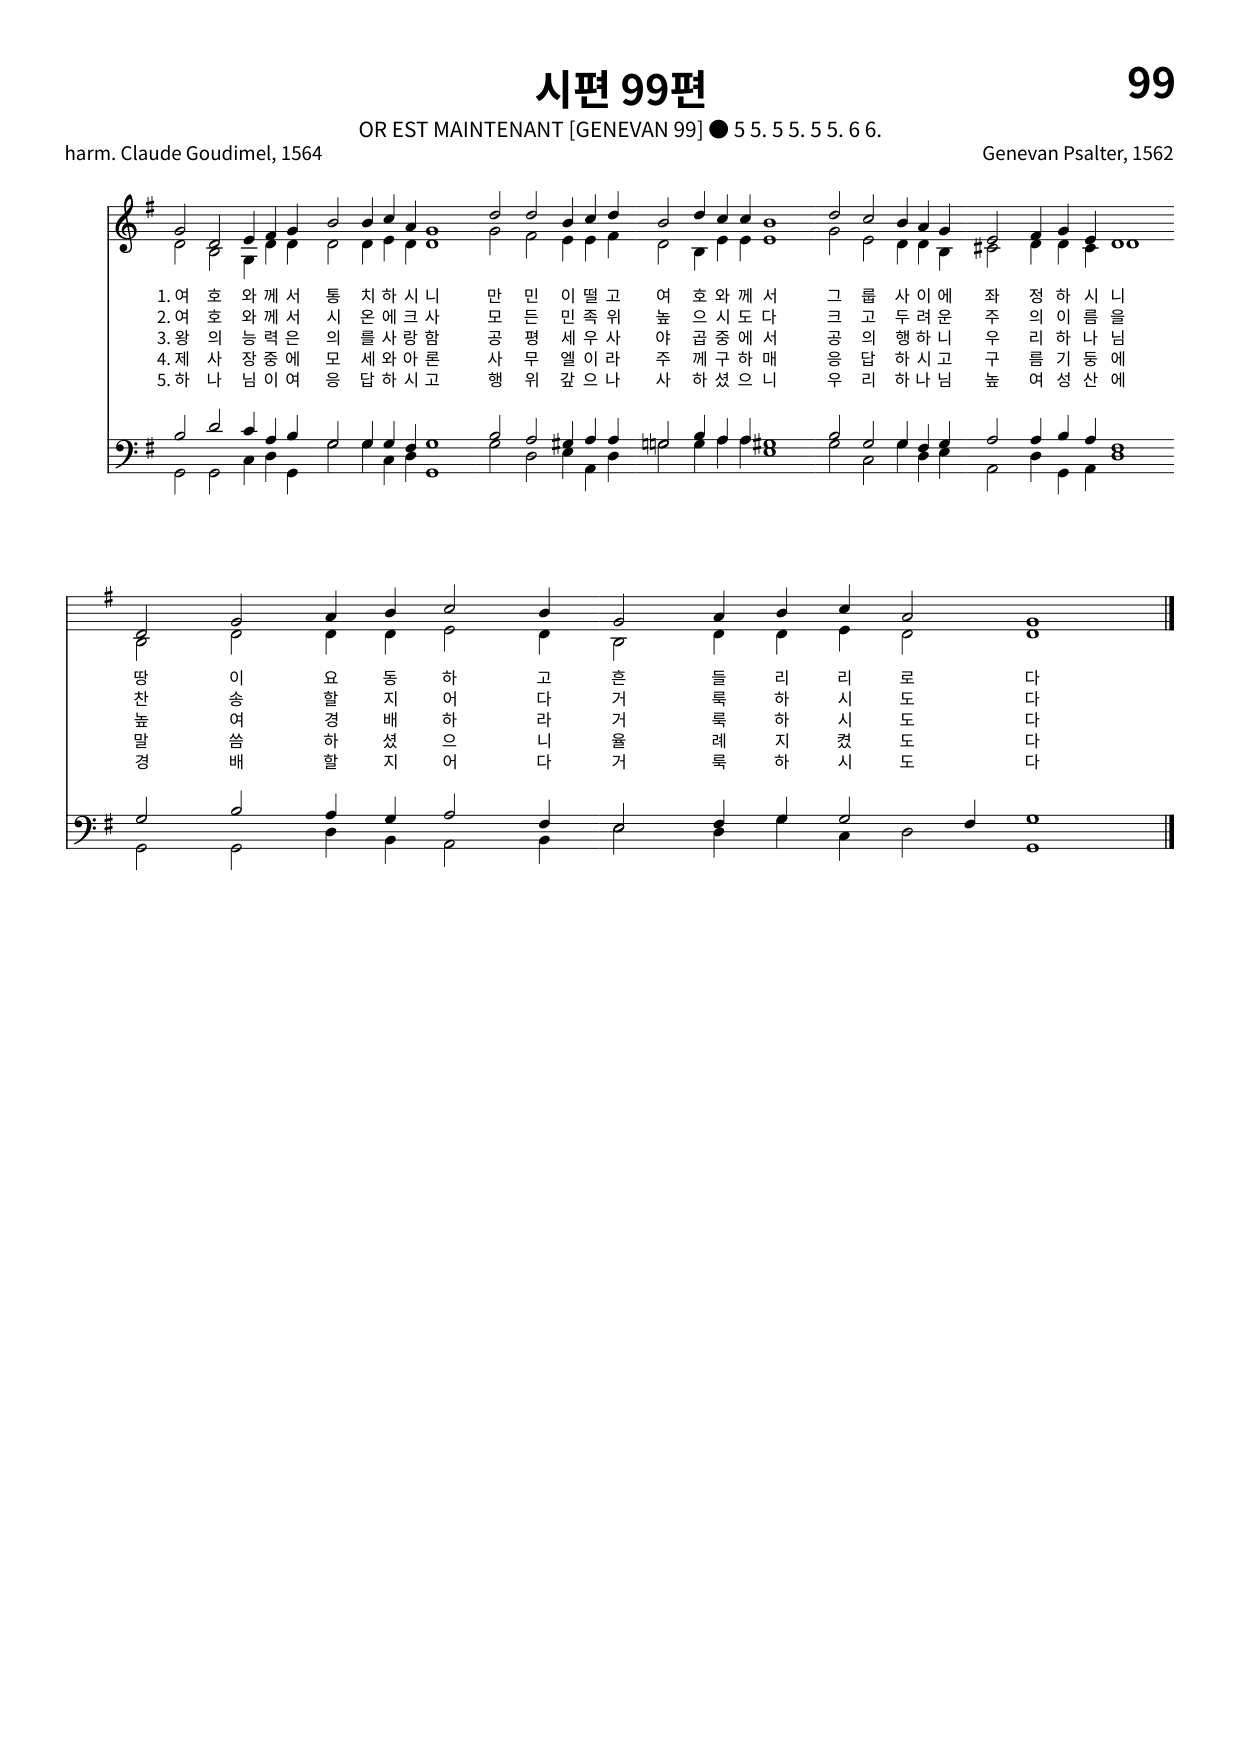 99
시편 99편
OR EST MAINTENANT [GENEVAN 99] ● 5 5. 5 5. 5 5. 6 6.
harm. Claude Goudimel, 1564
Genevan Psalter, 1562
1. 여 호 와 께 서 통 치 하 시 니 만 민 이 떨 고 여 호 와 께 서 그 룹 사 이 에 좌 정 하 시 니
2. 여 호 와 께 서 시 온 에 크 사 모 든 민 족 위 높 으 시 도 다 크 고 두 려 운 주 의 이 름 을
3. 왕 의 능 력 은 의 를 사 랑 함 공 평 세 우 사 야 곱 중 에 서 공 의 행 하 니 우 리 하 나 님
4. 제 사 장 중 에 모 세 와 아 론 사 무 엘 이 라 주 께 구 하 매 응 답 하 시 고 구 름 기 둥 에
5. 하 나 님 이 여 응 답 하 시 고 행 위 갚 으 나 사 하 셨 으 니 우 리 하 나 님 높 여 성 산 에
땅 이 요 동 하 고 흔 들 리 리 로 다
찬 송 할 지 어 다 거 룩 하 시 도 다
높 여 경 배 하 라 거 룩 하 시 도 다
말 씀 하 셨 으 니 율 례 지 켰 도 다
경 배 할 지 어 다 거 룩 하 시 도 다